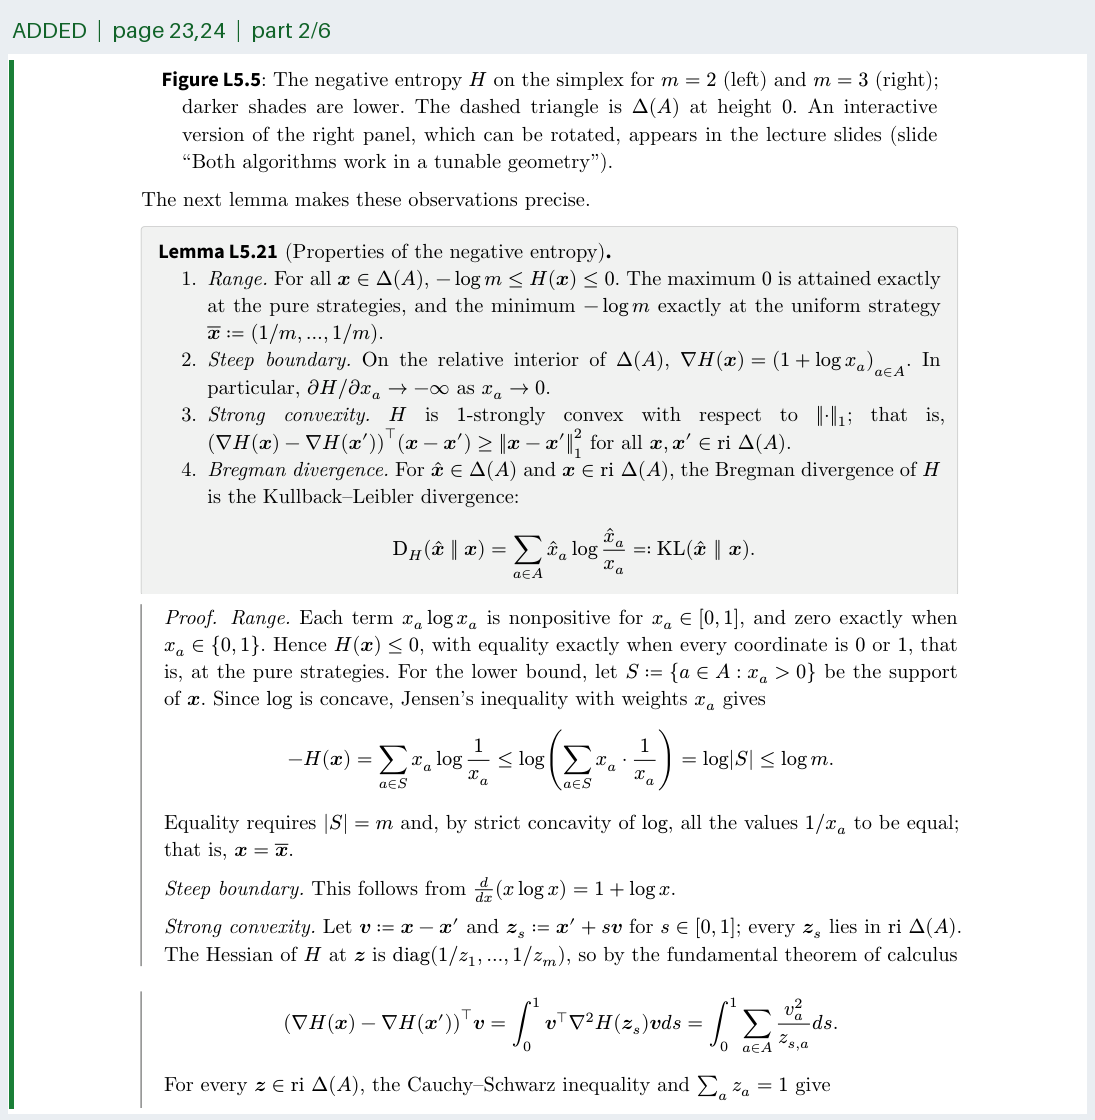 ADDED | page 23,24 | part 2/6
Figure L5.5: The negative entropy H on the simplex for m = 2 (left) and m = 3 (right);
darker shades are lower. The dashed triangle is Δ(A) at height 0. An interactive
version of the right panel, which can be rotated, appears in the lecture slides (slide
“Both algorithms work in a tunable geometry”).
The next lemma makes these observations precise.
Lemma L5.21 (Properties of the negative entropy).
1. Range. For all x ∈ Δ(A), − log m ≤ H(x) ≤ 0. The maximum 0 is attained exactly
at the pure strategies, and the minimum − log m exactly at the uniform strategy
x̅ := (1/m, ..., 1/m).
2. Steep boundary. On the relative interior of Δ(A), ∇H(x) = (1 + log x_a)_{a∈A}. In
particular, ∂H/∂x_a → −∞ as x_a → 0.
3. Strong convexity. H is 1-strongly convex with respect to ‖·‖_1; that is,
(∇H(x) − ∇H(x′))^⊤(x − x′) ≥ ‖x − x′‖_1^2 for all x, x′ ∈ ri Δ(A).
4. Bregman divergence. For x̂ ∈ Δ(A) and x ∈ ri Δ(A), the Bregman divergence of H
is the Kullback–Leibler divergence:
D_H(x̂ ‖ x) = ∑_{a∈A} x̂_a log x̂_a/x_a =: KL(x̂ ‖ x).
Proof. Range. Each term x_a log x_a is nonpositive for x_a ∈ [0, 1], and zero exactly when
x_a ∈ {0, 1}. Hence H(x) ≤ 0, with equality exactly when every coordinate is 0 or 1, that
is, at the pure strategies. For the lower bound, let S := {a ∈ A : x_a > 0} be the support
of x. Since log is concave, Jensen’s inequality with weights x_a gives
−H(x) = ∑_{a∈S} x_a log 1/x_a ≤ log(∑_{a∈S} x_a · 1/x_a) = log|S| ≤ log m.
Equality requires |S| = m and, by strict concavity of log, all the values 1/x_a to be equal;
that is, x = x̅.
Steep boundary. This follows from d/dx (x log x) = 1 + log x.
Strong convexity. Let v := x − x′ and z_s := x′ + sv for s ∈ [0, 1]; every z_s lies in ri Δ(A).
The Hessian of H at z is diag(1/z_1, ..., 1/z_m), so by the fundamental theorem of calculus
(∇H(x) − ∇H(x′))^⊤ v = ∫_0^1 v^⊤∇²H(z_s)vds = ∫_0^1 ∑_{a∈A} v_a^2/z_{s,a} ds.
For every z ∈ ri Δ(A), the Cauchy–Schwarz inequality and ∑_a z_a = 1 give